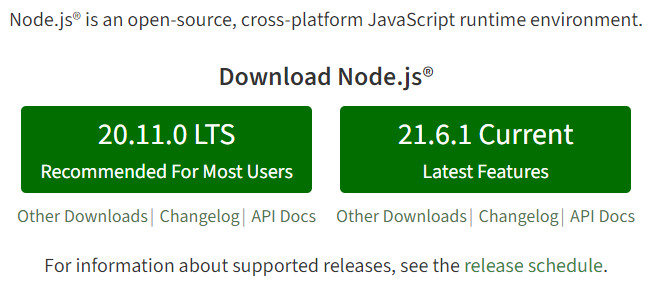 Node.js® is an open-source, cross-platform JavaScript runtime environment.
Download Node.js®
20.11.0 LTS
Recommended For Most Users
21.6.1 Current
Latest Features
Other Downloads | Changelog | API Docs
Other Downloads | Changelog | API Docs
For information about supported releases, see the release schedule.